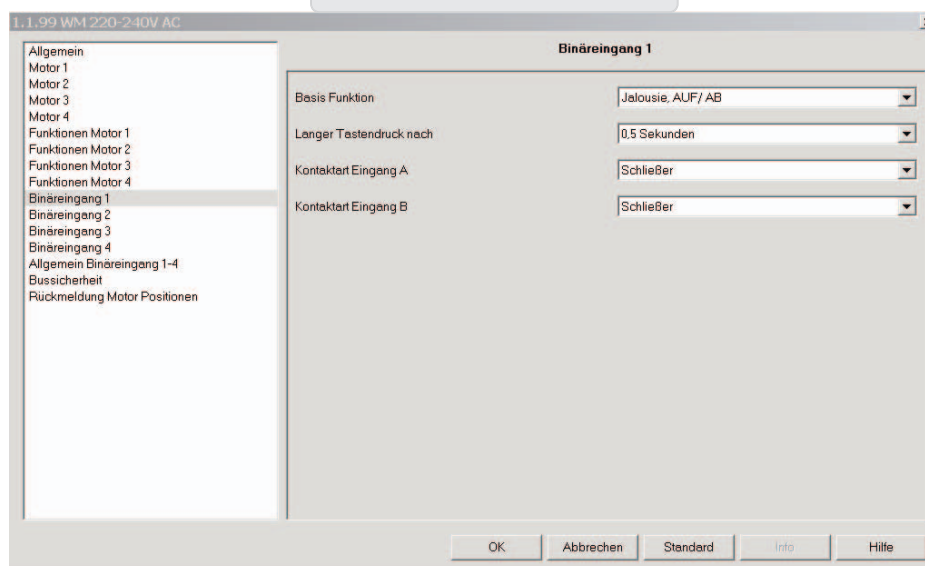 1.1.99 WM 220-240V AC
Allgemein
Motor 1
Motor 2
Motor 3
Motor 4
Funktionen Motor 1
Funktionen Motor 2
Funktionen Motor 3
Funktionen Motor 4
Binäreingang 1
Binäreingang 2
Binäreingang 3
Binäreingang 4
Allgemein Binäreingang 1-4
Bussicherheit
Rückmeldung Motor Positionen
Binäreingang 1
Basis Funktion
Jalousie, AUF/ AB
Langer Tastendruck nach
0,5 Sekunden
Kontaktart Eingang A
Schließer
Kontaktart Eingang B
Schließer
OK
Abbrechen
Standard
Info
Hilfe